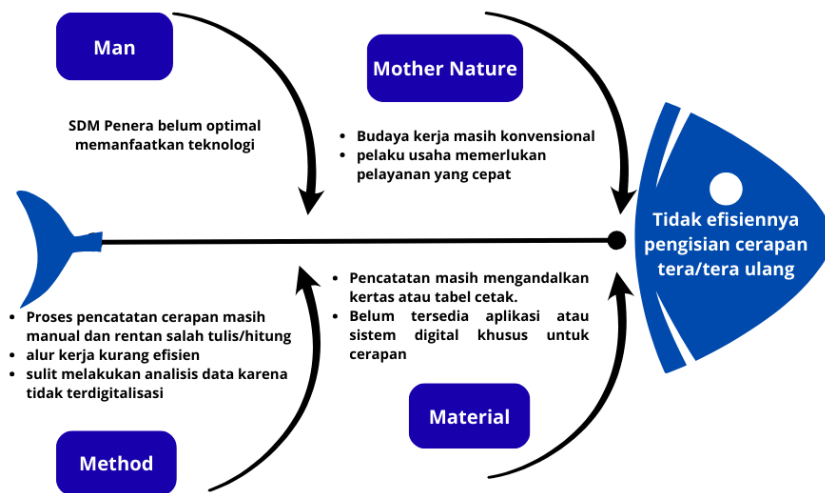 Man
SDM Penera belum optimal
memanfaatkan teknologi
Mother Nature
• Budaya kerja masih konvensional
• pelaku usaha memerlukan
pelayanan yang cepat
Tidak efisiennya
pengisian cerapan
tera/tera ulang
• Proses pencatatan cerapan masih
manual dan rentan salah tulis/hitung
• alur kerja kurang efisien
• sulit melakukan analisis data karena
tidak terdigitalisasi
Method
• Pencatatan masih mengandalkan
kertas atau tabel cetak.
• Belum tersedia aplikasi atau
sistem digital khusus untuk
cerapan
Material